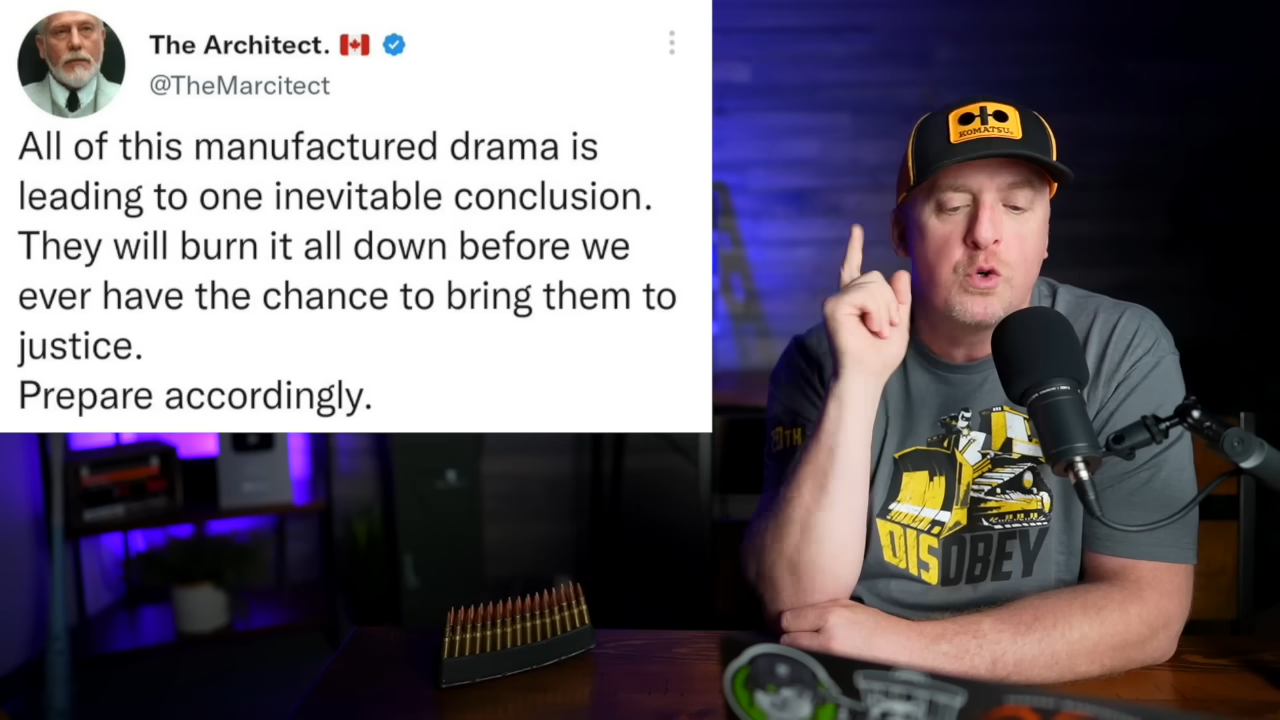 The Architect. 🇨🇦
@TheMarcitect
All of this manufactured drama is
leading to one inevitable conclusion.
They will burn it all down before we
ever have the chance to bring them to
justice.
Prepare accordingly.
KOMATSU
DISOBEY